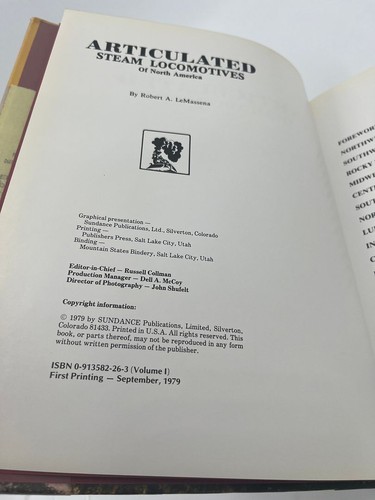 ARTICULATED
STEAM LOCOMOTIVES
Of North America
By Robert A. LeMassena
Graphical presentation —
Sundance Publications, Ltd., Silverton, Colorado
Printing —
Publishers Press, Salt Lake City, Utah
Binding —
Mountain States Bindery, Salt Lake City, Utah
Editor-in-Chief — Russell Collman
Production Manager — Dell A. McCoy
Director of Photography — John Shufelt
Copyright information:
© 1979 by SUNDANCE Publications, Limited, Silverton,
Colorado 81433. Printed in U.S.A. All rights reserved. This
book, or parts thereof, may not be reproduced in any form
without written permission of the publisher.
ISBN 0-913582-26-3 (Volume I)
First Printing — September, 1979
FOREWO
NORTHW
SOUTHW
ROCKY
MIDW
CENT
SOU
NOR
LU
IN
C